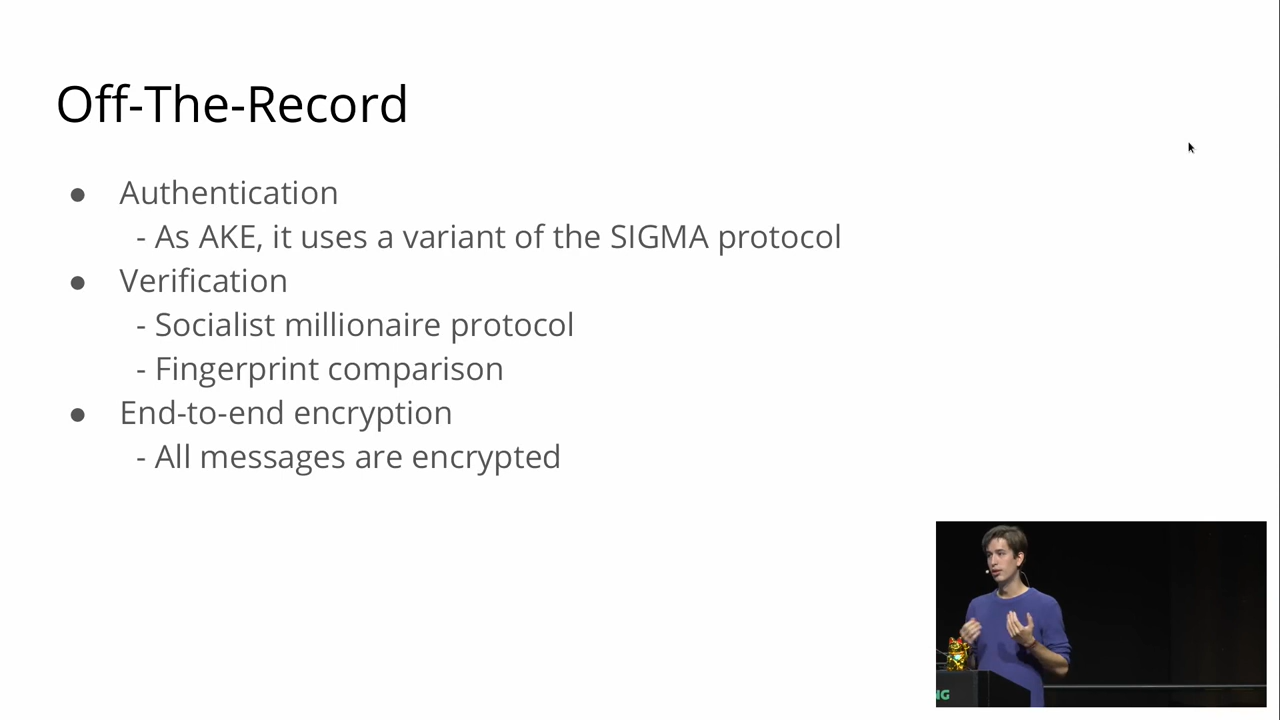 Off-The-Record
● Authentication
- As AKE, it uses a variant of the SIGMA protocol
● Verification
- Socialist millionaire protocol
- Fingerprint comparison
● End-to-end encryption
- All messages are encrypted
NG